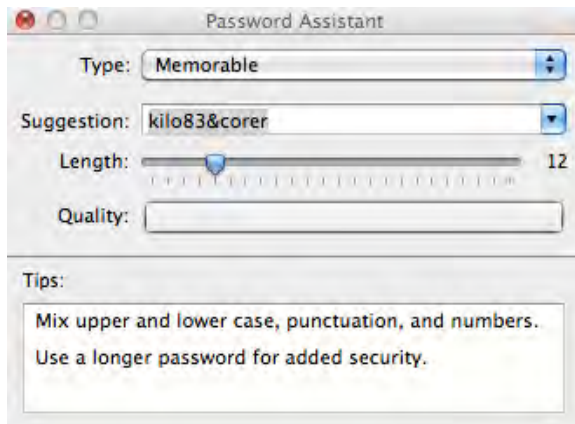 Password Assistant
Type: Memorable
Suggestion: kilo83&corer
Length: 12
Quality:
Tips:
Mix upper and lower case, punctuation, and numbers.
Use a longer password for added security.